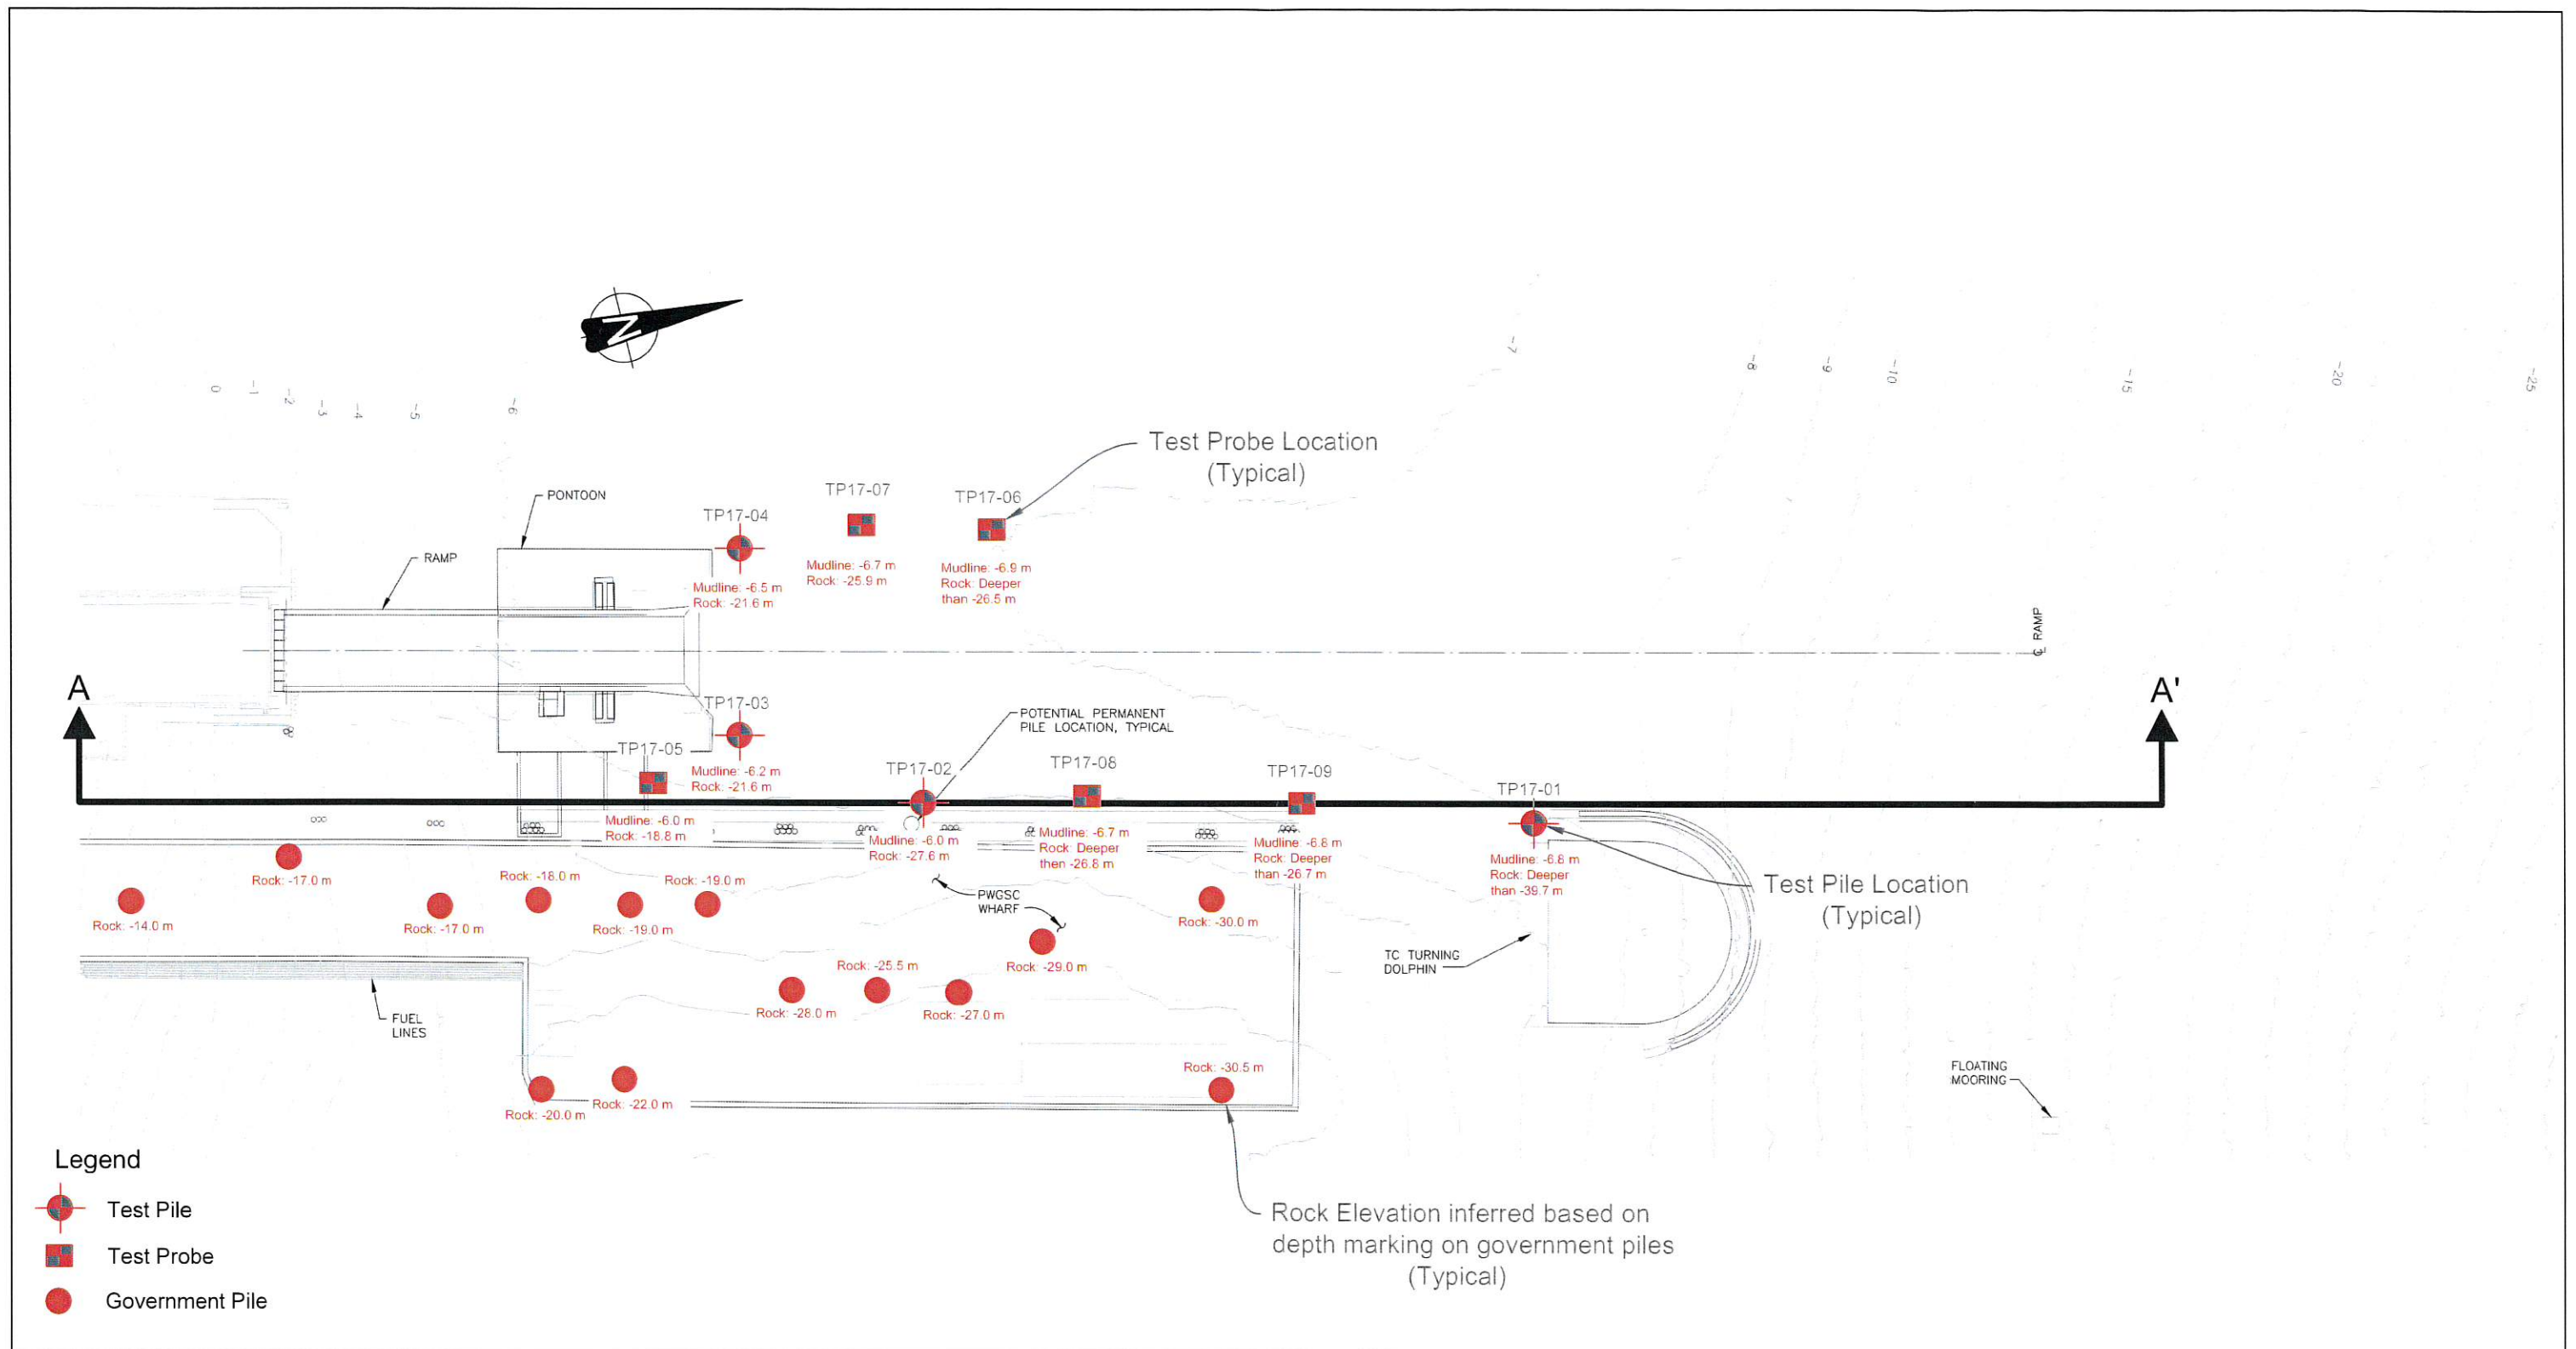 N
0
-1
-2
-3
-4
-5
-6
-7
-8
-9
-10
-15
-20
-25
Test Probe Location
(Typical)
PONTOON
RAMP
TP17-04
Mudline: -6.5 m
Rock: -21.6 m
TP17-07
Mudline: -6.7 m
Rock: -25.9 m
TP17-06
Mudline: -6.9 m
Rock: Deeper
than -26.5 m
℄ RAMP
A
A'
TP17-03
Mudline: -6.2 m
Rock: -21.6 m
TP17-05
Mudline: -6.0 m
Rock: -18.8 m
POTENTIAL PERMANENT
PILE LOCATION, TYPICAL
TP17-02
Mudline: -6.0 m
Rock: -27.6 m
TP17-08
Mudline: -6.7 m
Rock: Deeper
then -26.8 m
TP17-09
Mudline: -6.8 m
Rock: Deeper
than -26.7 m
TP17-01
Mudline: -6.8 m
Rock: Deeper
than -39.7 m
Test Pile Location
(Typical)
Rock: -14.0 m
Rock: -17.0 m
Rock: -17.0 m
Rock: -18.0 m
Rock: -19.0 m
Rock: -19.0 m
PWGSC
WHARF
Rock: -30.0 m
Rock: -29.0 m
Rock: -25.5 m
Rock: -28.0 m
Rock: -27.0 m
TC TURNING
DOLPHIN
FUEL
LINES
Rock: -20.0 m
Rock: -22.0 m
Rock: -30.5 m
FLOATING
MOORING
Rock Elevation inferred based on
depth marking on government piles
(Typical)
Legend
Test Pile
Test Probe
Government Pile